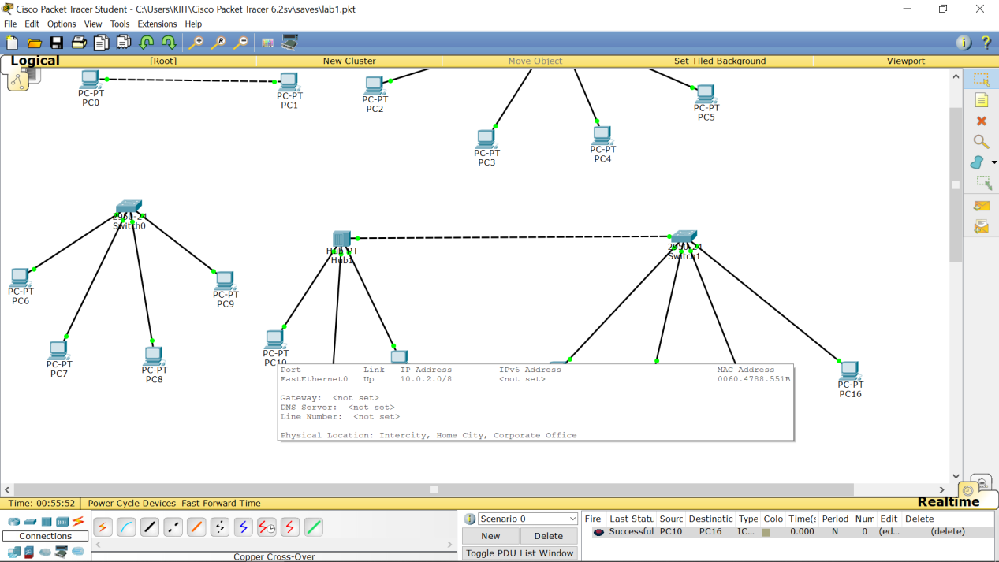 Cisco Packet Tracer Student - C:\Users\KIIT\Cisco Packet Tracer 6.2sv\saves\lab1.pkt
File Edit Options View Tools Extensions Help
Logical [Root] New Cluster Move Object Set Tiled Background Viewport
PC-PT
PC0
PC-PT
PC1
PC-PT
PC2
PC-PT
PC3
PC-PT
PC4
PC-PT
PC5
2950-24
Switch0
PC-PT
PC6
PC-PT
PC7
PC-PT
PC8
PC-PT
PC9
Hub-PT
Hub1
2950-24
Switch1
PC-PT
PC10
PC-PT
PC16
Port Link IP Address IPv6 Address MAC Address
FastEthernet0 Up 10.0.2.0/8 <not set> 0060.4788.551B
Gateway: <not set>
DNS Server: <not set>
Line Number: <not set>
Physical Location: Intercity, Home City, Corporate Office
Time: 00:55:52 Power Cycle Devices Fast Forward Time
Realtime
Connections
Copper Cross-Over
Scenario 0
New Delete
Toggle PDU List Window
Fire Last Statu Sourc Destinatic Type Colo Time(s Period Num Edit Delete
Successful PC10 PC16 IC... 0.000 N 0 (ed... (delete)